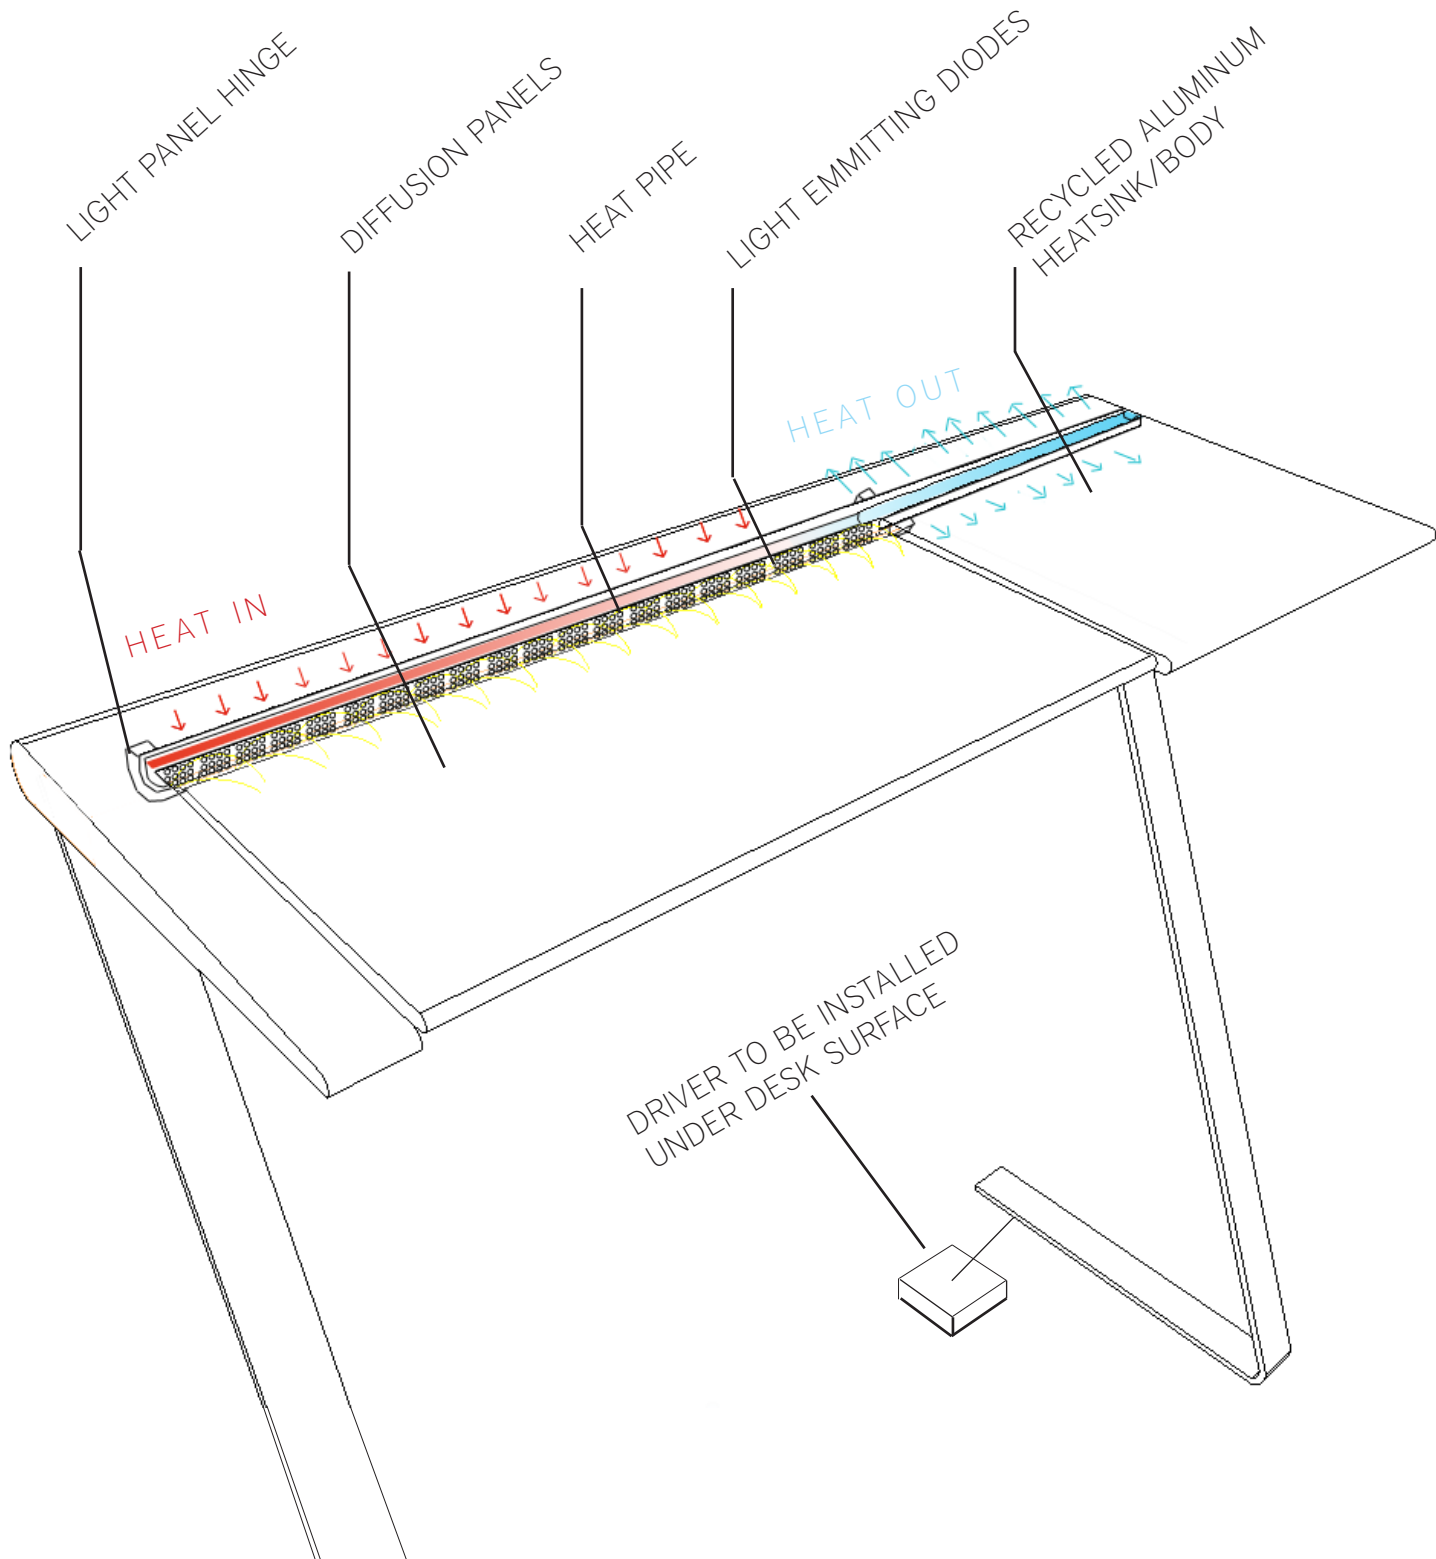 LIGHT PANEL HINGE
DIFFUSION PANELS
HEAT PIPE
LIGHT EMMITTING DIODES
RECYCLED ALUMINUM
HEATSINK/BODY
HEAT OUT
HEAT IN
DRIVER TO BE INSTALLED
UNDER DESK SURFACE